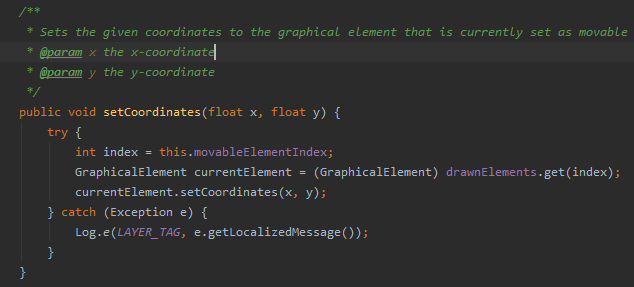 /**
 * Sets the given coordinates to the graphical element that is currently set as movable
 * @param x the x-coordinate
 * @param y the y-coordinate
 */
public void setCoordinates(float x, float y) {
    try {
        int index = this.movableElementIndex;
        GraphicalElement currentElement = (GraphicalElement) drawnElements.get(index);
        currentElement.setCoordinates(x, y);
    } catch (Exception e) {
        Log.e(LAYER_TAG, e.getLocalizedMessage());
    }
}